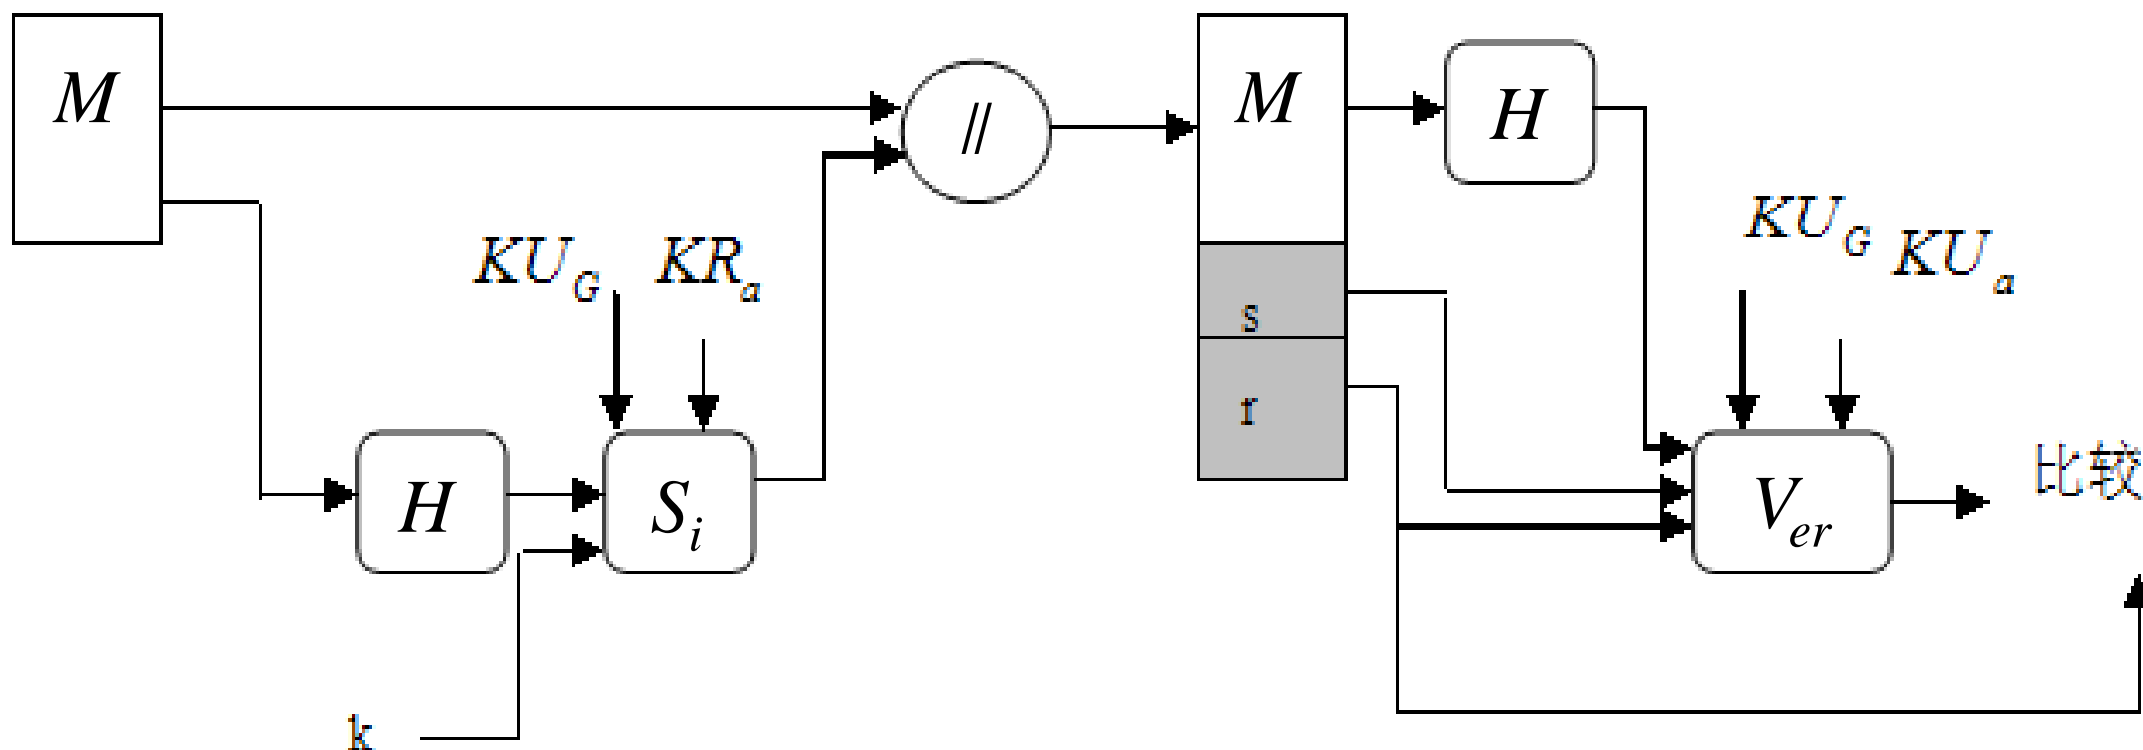 M
//
M
H
KU_G
KR_a
KU_G
KU_a
s
r
H
S_i
V_er
比较
k